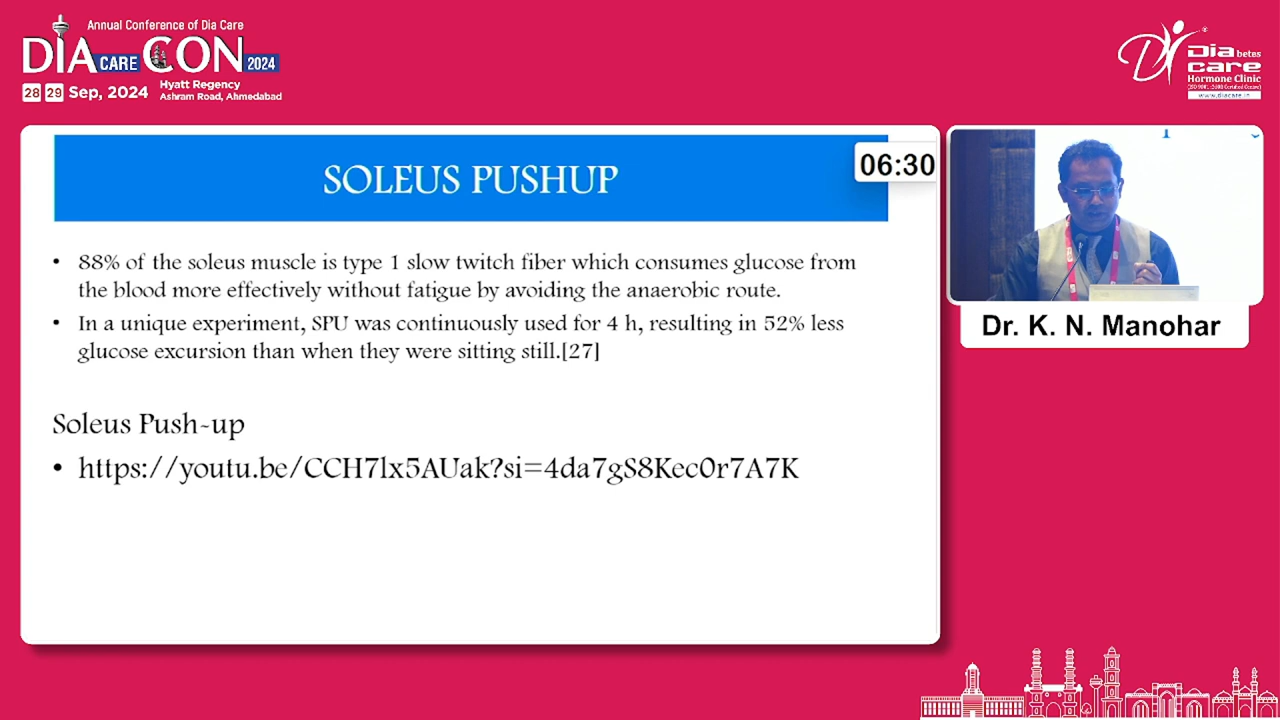 Annual Conference of Dia Care
DIA CARE CON 2024
28 29 Sep, 2024
Hyatt Regency
Ashram Road, Ahmedabad
Diabetes
care
Hormone Clinic
www.diacare.in
SOLEUS PUSHUP
06:30
• 88% of the soleus muscle is type 1 slow twitch fiber which consumes glucose from
the blood more effectively without fatigue by avoiding the anaerobic route.
• In a unique experiment, SPU was continuously used for 4 h, resulting in 52% less
glucose excursion than when they were sitting still.[27]
Soleus Push-up
• https://youtu.be/CCH7lx5AUak?si=4da7gS8Kec0r7A7K
Dr. K. N. Manohar